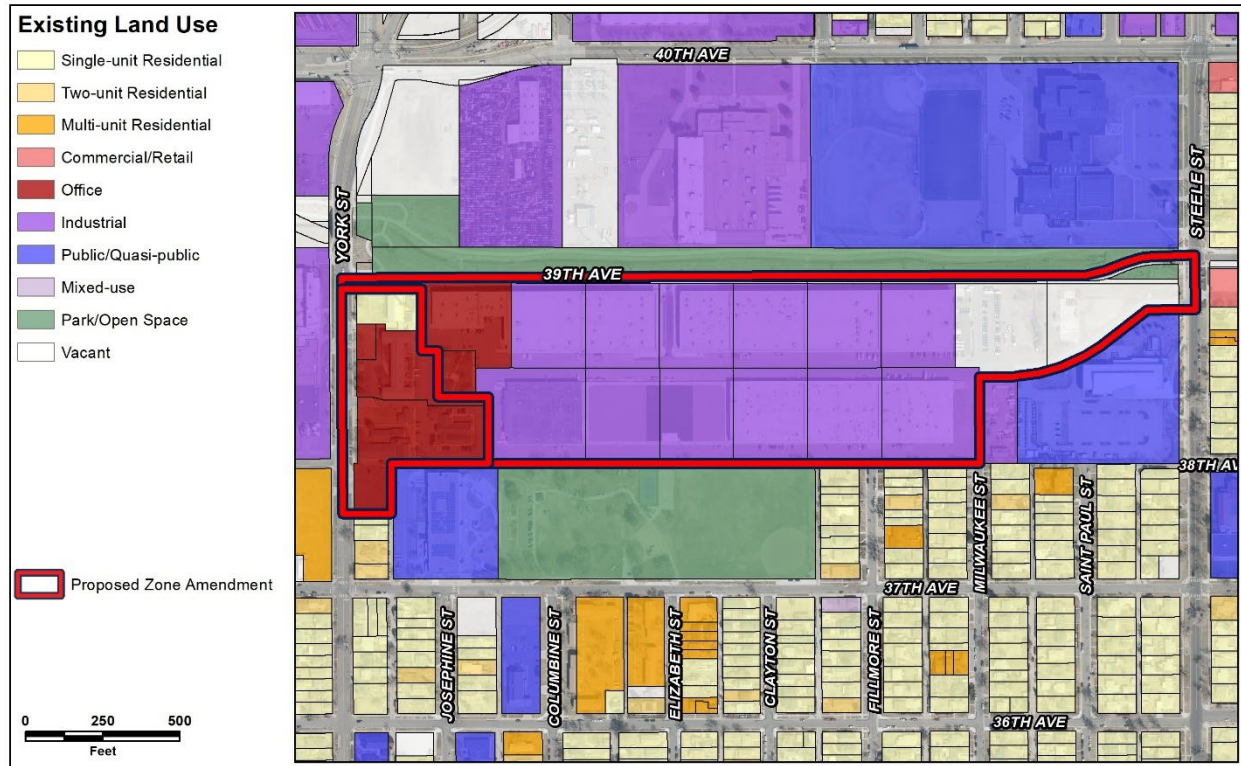 Existing Land Use
Single-unit Residential
Two-unit Residential
Multi-unit Residential
Commercial/Retail
Office
Industrial
Public/Quasi-public
Mixed-use
Park/Open Space
Vacant
Proposed Zone Amendment
0 250 500
Feet
40TH AVE
YORK ST
STEELE ST
39TH AVE
38TH AV
MILWAUKEE ST
SAINT PAUL ST
37TH AVE
JOSEPHINE ST
COLUMBINE ST
ELIZABETH ST
CLAYTON ST
FILLMORE ST
36TH AVE